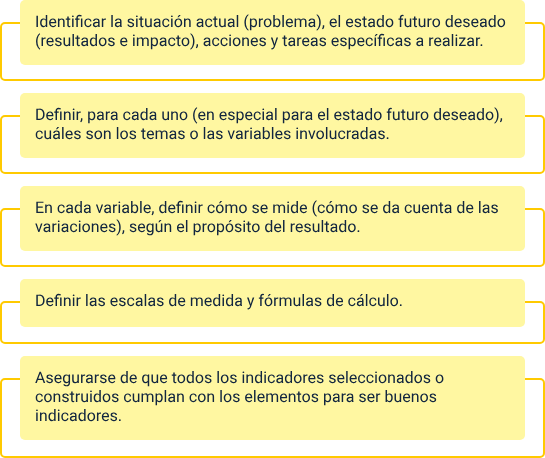 Identificar la situación actual (problema), el estado futuro deseado
(resultados e impacto), acciones y tareas específicas a realizar.
Definir, para cada uno (en especial para el estado futuro deseado),
cuáles son los temas o las variables involucradas.
En cada variable, definir cómo se mide (cómo se da cuenta de las
variaciones), según el propósito del resultado.
Definir las escalas de medida y fórmulas de cálculo.
Asegurarse de que todos los indicadores seleccionados o
construidos cumplan con los elementos para ser buenos
indicadores.